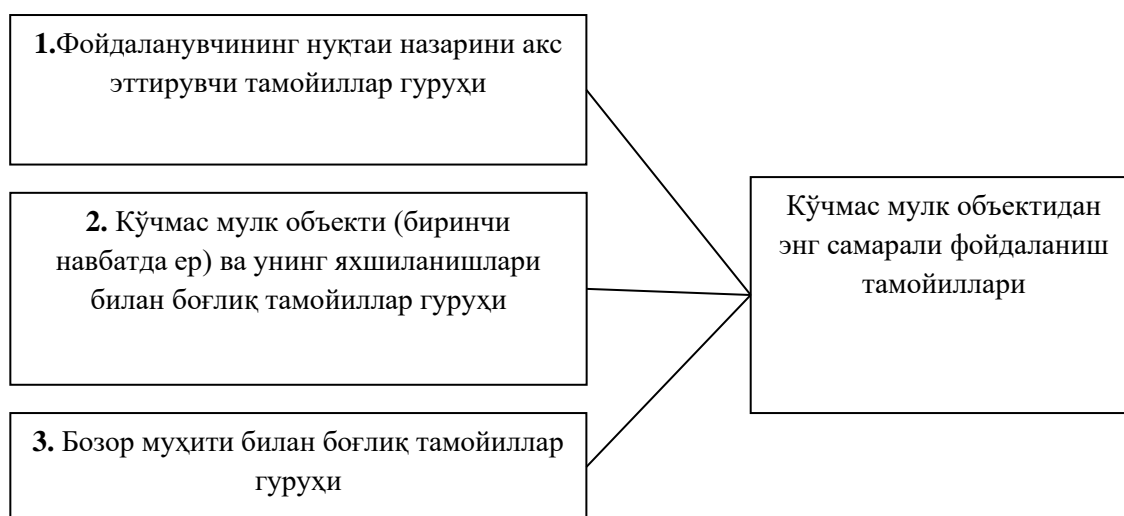 1.Фойдаланувчининг нуқтаи назарини акс
эттирувчи тамойиллар гуруҳи
2. Кўчмас мулк объекти (биринчи
навбатда ер) ва унинг яхшиланишлари
билан боғлиқ тамойиллар гуруҳи
3. Бозор муҳити билан боғлиқ тамойиллар
гуруҳи
Кўчмас мулк объектидан
энг самарали фойдаланиш
тамойиллари